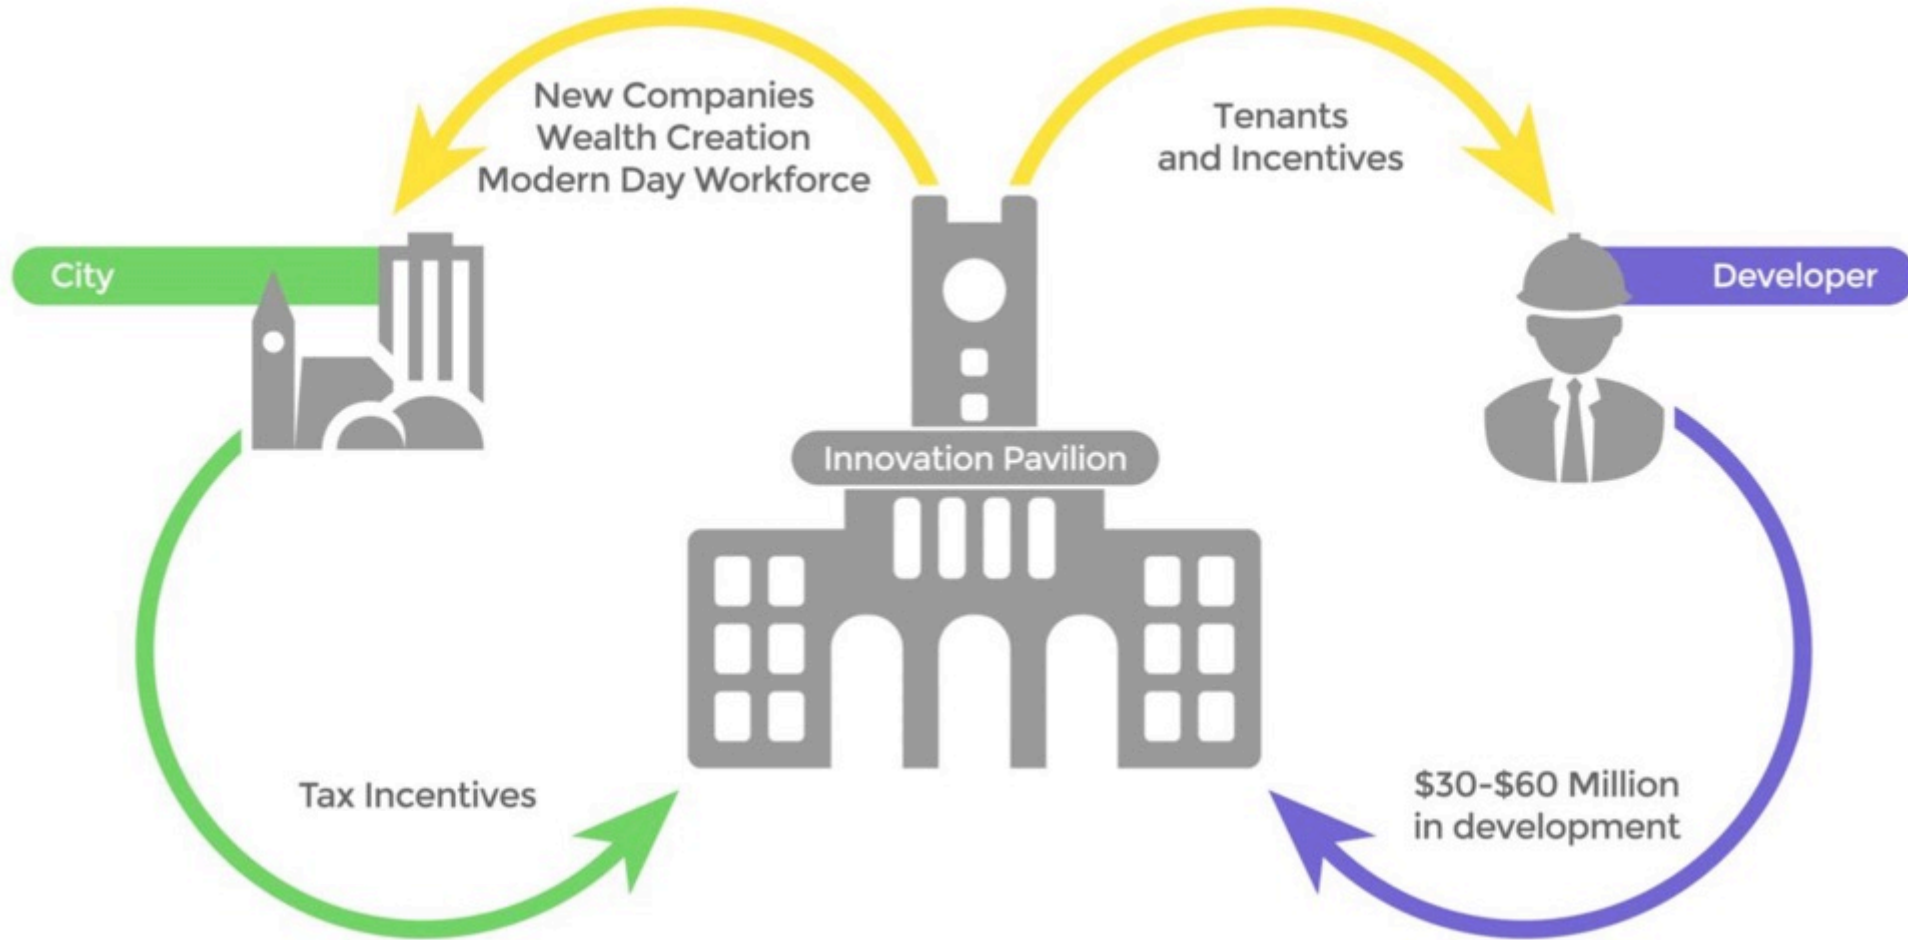 New Companies
Wealth Creation
Modern Day Workforce
Tenants
and Incentives
City
Developer
Innovation Pavilion
Tax Incentives
$30-$60 Million
in development